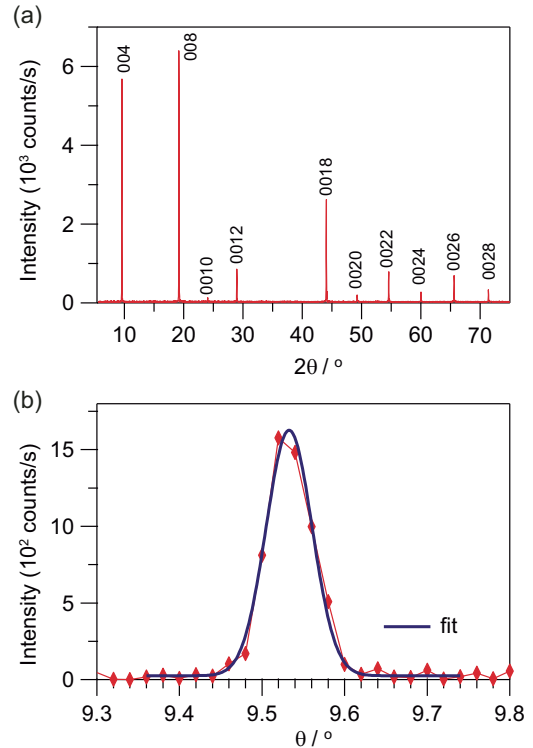 (a)
Intensity (10³ counts/s)
6
4
2
0
004
008
0010
0012
0018
0020
0022
0024
0026
0028
10 20 30 40 50 60 70
2θ / °
(b)
Intensity (10² counts/s)
15
10
5
0
fit
9.3 9.4 9.5 9.6 9.7 9.8
θ / °